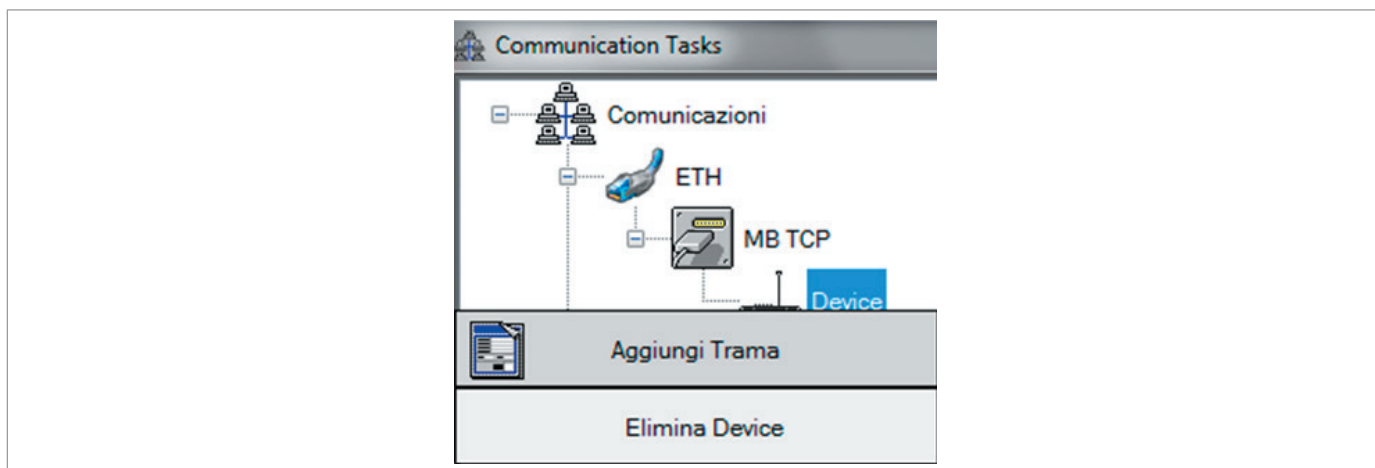 Communication Tasks
Comunicazioni
ETH
MB TCP
Device
Aggiungi Trama
Elimina Device